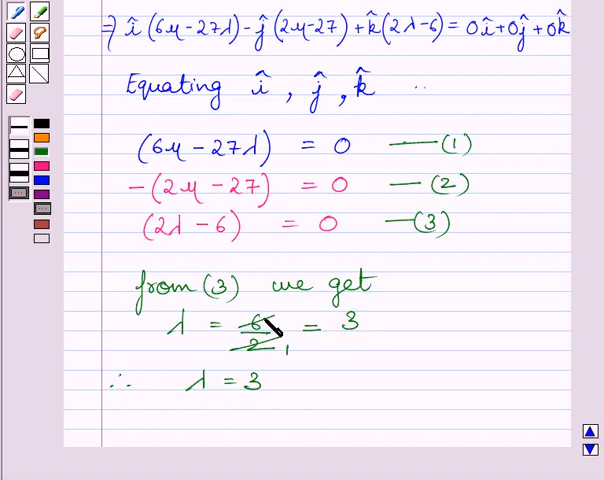 ⇒ î (6μ-27λ) - ĵ (2μ-27) + k̂ (2λ-6) = 0î + 0ĵ + 0k̂
Equating î , ĵ , k̂ ..
(6μ - 27λ) = 0 —(1)
-(2μ - 27) = 0 —(2)
(2λ - 6) = 0 —(3)
from (3) we get
λ = 6/2 1 = 3
∴ λ = 3